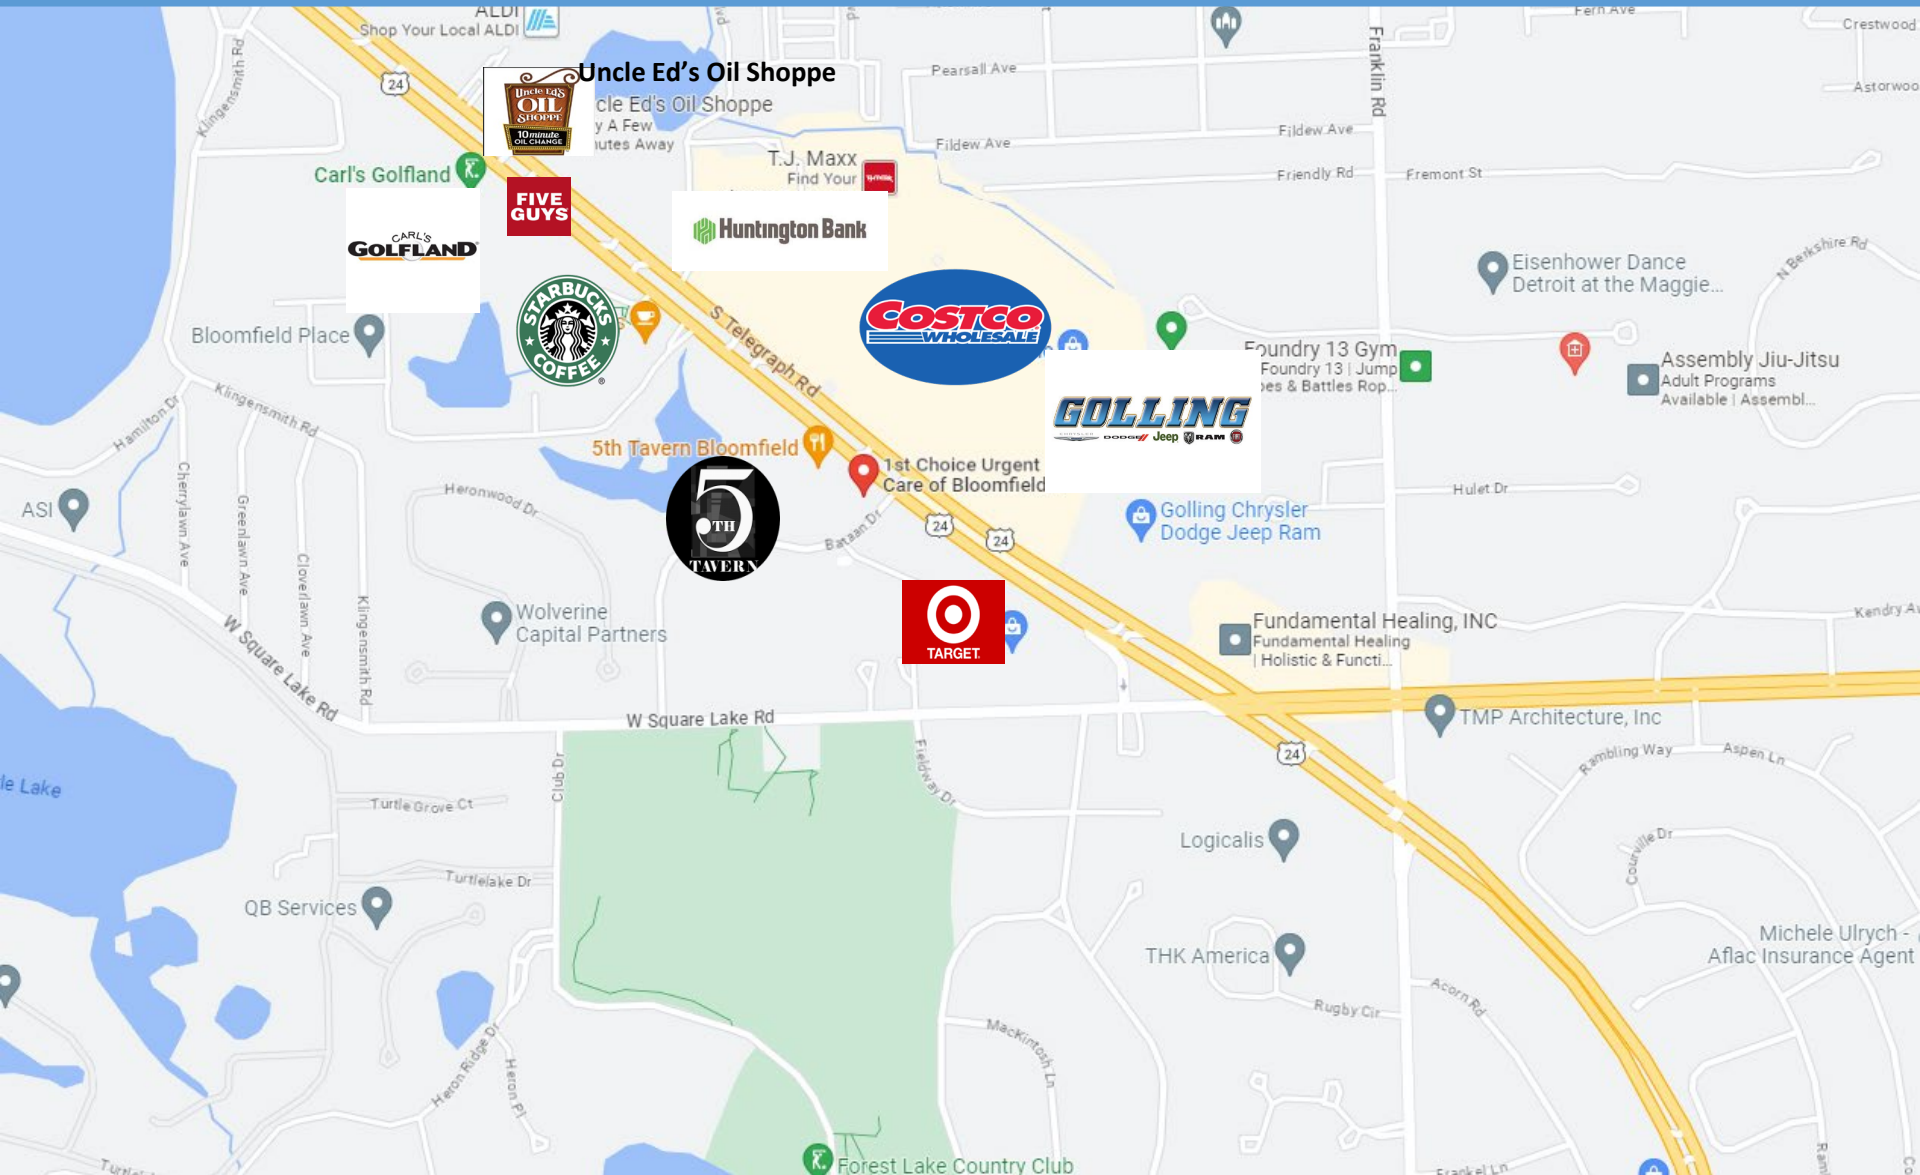 ALDI
Shop Your Local ALDI
Fern Ave
Crestwood
Klingensmith Rd
24
Uncle Ed's
OIL
SHOPPE
10 minute
OIL CHANGE
Uncle Ed's Oil Shoppe
cle Ed's Oil Shoppe
y A Few
utes Away
Pearsall Ave
Franklin Rd
Astorwoo
Fildew Ave
Fildew Ave
T.J. Maxx
Find Your
Carl's Golfland
FIVE
GUYS
Friendly Rd
Fremont St
CARL'S
GOLFLAND
Huntington Bank
N Berkshire Rd
Eisenhower Dance
Detroit at the Maggie...
STARBUCKS
COFFEE
S Telegraph Rd
COSTCO
WHOLESALE
Bloomfield Place
Foundry 13 Gym
Foundry 13 | Jump
pes & Battles Rop...
Assembly Jiu-Jitsu
Adult Programs
Available | Assembl...
Klingensmith Rd
Hamilton Dr
GOLLING
CHRYSLER DODGE Jeep RAM
5th Tavern Bloomfield
5
TH
TAVERN
1st Choice Urgent
Care of Bloomfield
Cherrylawn Ave
Greenlawn Ave
Cloverlawn Ave
Klingensmith Rd
Heronwood Dr
Hulet Dr
ASI
Bataan Dr
24
24
Golling Chrysler
Dodge Jeep Ram
TARGET
Wolverine
Capital Partners
Fundamental Healing, INC
Fundamental Healing
| Holistic & Functi...
Kendry Av
W Square Lake Rd
W Square Lake Rd
TMP Architecture, Inc
24
Rambling Way
Aspen Ln
Club Dr
Fieldway Dr
le Lake
Turtle Grove Ct
Logicalis
Courville Dr
Turtlelake Dr
QB Services
Michele Ulrych -
Aflac Insurance Agent
THK America
Rugby Cir
Acorn Rd
Mackintosh Ln
Heron Ridge Dr
Heron Pl
Forest Lake Country Club
Frankel Ln